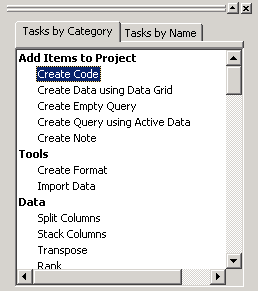 Tasks by Category
Tasks by Name
Add Items to Project
Create Code
Create Data using Data Grid
Create Empty Query
Create Query using Active Data
Create Note
Tools
Create Format
Import Data
Data
Split Columns
Stack Columns
Transpose
Rank